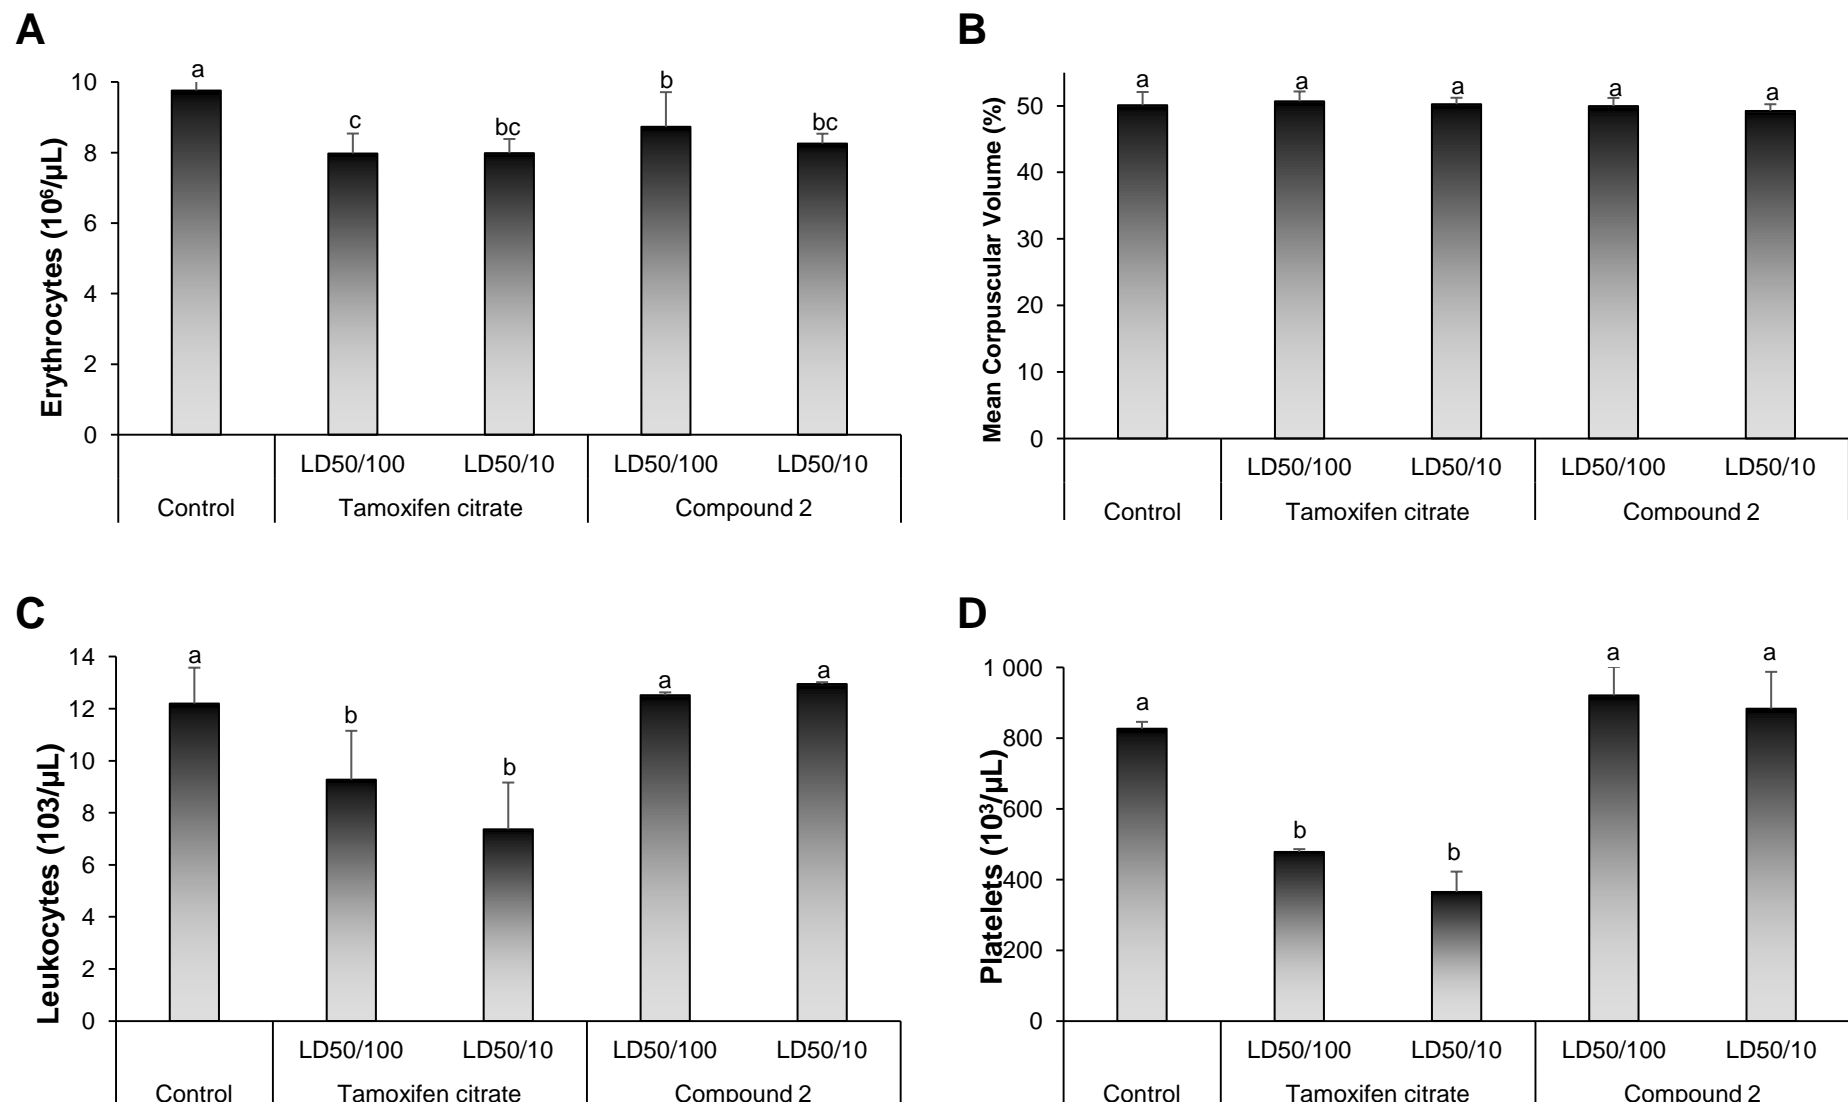 A
Erythrocytes (10⁶/µL)
10
8
6
4
2
0
a
c
bc
b
bc
LD50/100 LD50/10 LD50/100 LD50/10
Control Tamoxifen citrate Compound 2
B
Mean Corpuscular Volume (%)
50
40
30
20
10
0
a
a
a
a
a
LD50/100 LD50/10 LD50/100 LD50/10
Control Tamoxifen citrate Compound 2
C
Leukocytes (103/µL)
14
12
10
8
6
4
2
0
a
b
b
a
a
LD50/100 LD50/10 LD50/100 LD50/10
Control Tamoxifen citrate Compound 2
D
Platelets (10³/µL)
1 000
800
600
400
200
0
a
b
b
a
a
LD50/100 LD50/10 LD50/100 LD50/10
Control Tamoxifen citrate Compound 2